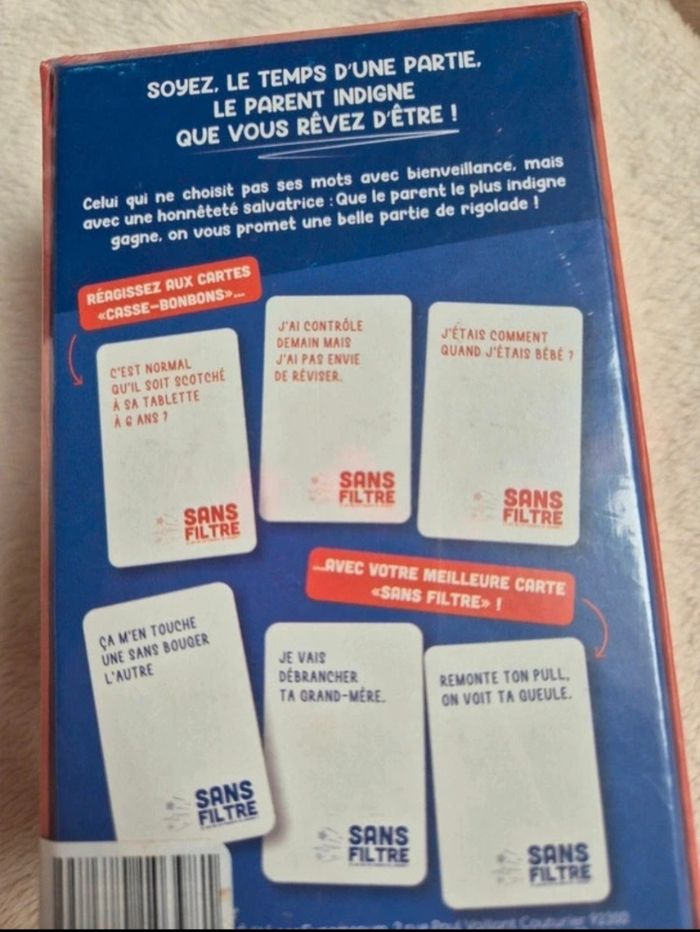 SOYEZ, LE TEMPS D'UNE PARTIE,
LE PARENT INDIGNE
QUE VOUS RÊVEZ D'ÊTRE !
Celui qui ne choisit pas ses mots avec bienveillance, mais
avec une honnêteté salvatrice : Que le parent le plus indigne
gagne, on vous promet une belle partie de rigolade !
RÉAGISSEZ AUX CARTES
«CASSE-BONBONS»...
C'EST NORMAL
QU'IL SOIT SCOTCHÉ
À SA TABLETTE
À 6 ANS ?
SANS
FILTRE
J'AI CONTRÔLE
DEMAIN MAIS
J'AI PAS ENVIE
DE RÉVISER.
SANS
FILTRE
J'ÉTAIS COMMENT
QUAND J'ÉTAIS BÉBÉ ?
SANS
FILTRE
...AVEC VOTRE MEILLEURE CARTE
«SANS FILTRE» !
ÇA M'EN TOUCHE
UNE SANS BOUGER
L'AUTRE
SANS
FILTRE
JE VAIS
DÉBRANCHER
TA GRAND-MÈRE.
SANS
FILTRE
REMONTE TON PULL,
ON VOIT TA GUEULE.
SANS
FILTRE
rue Paul Vaillant Couturier 92300